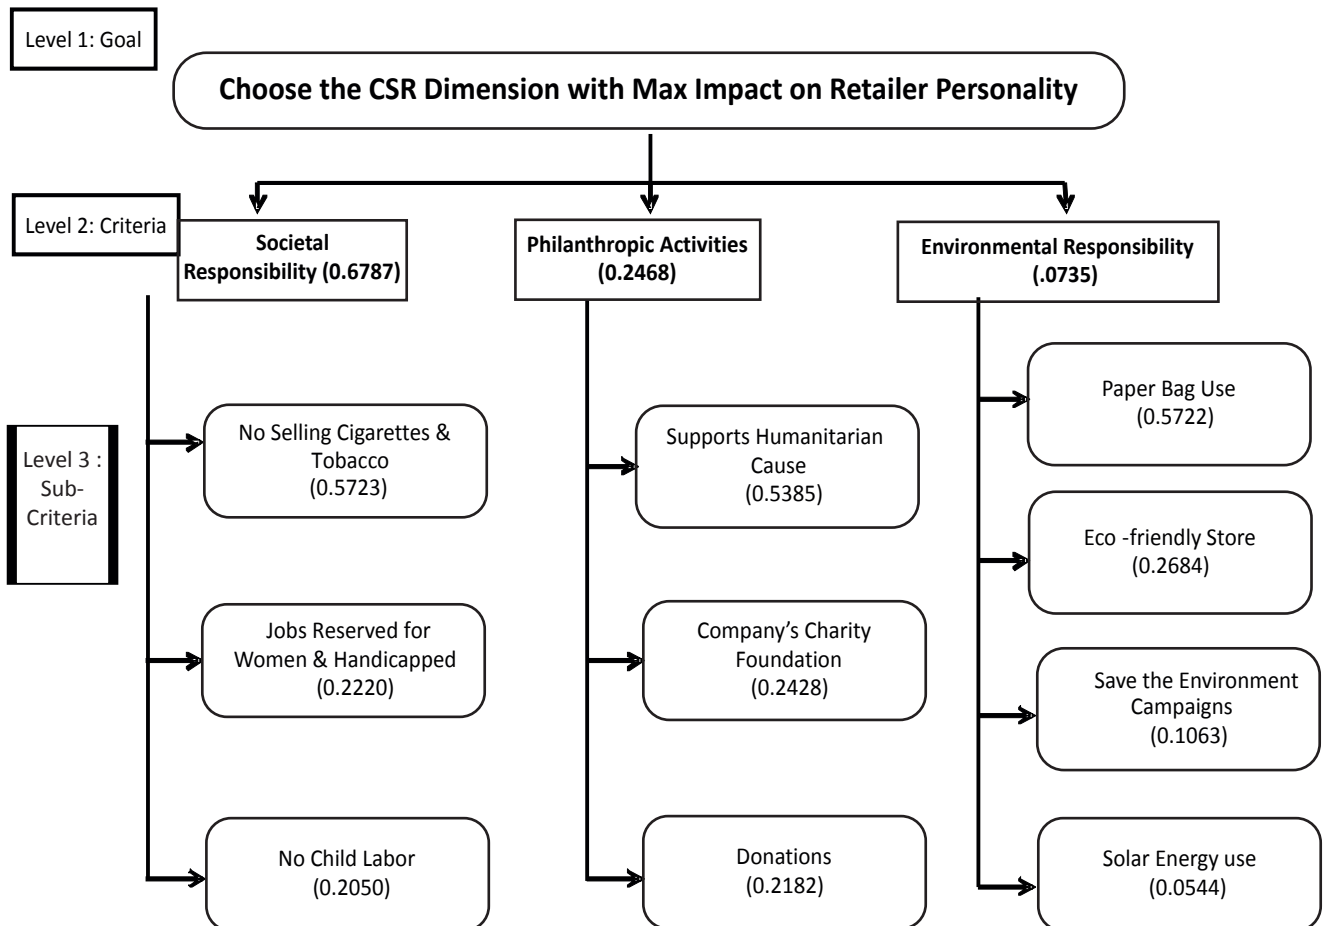 Level 1: Goal
Choose the CSR Dimension with Max Impact on Retailer Personality
Level 2: Criteria
Societal
Responsibility (0.6787)
Philanthropic Activities
(0.2468)
Environmental Responsibility
(.0735)
Level 3 :
Sub-
Criteria
No Selling Cigarettes &
Tobacco
(0.5723)
Jobs Reserved for
Women & Handicapped
(0.2220)
No Child Labor
(0.2050)
Supports Humanitarian
Cause
(0.5385)
Company’s Charity
Foundation
(0.2428)
Donations
(0.2182)
Paper Bag Use
(0.5722)
Eco -friendly Store
(0.2684)
Save the Environment
Campaigns
(0.1063)
Solar Energy use
(0.0544)